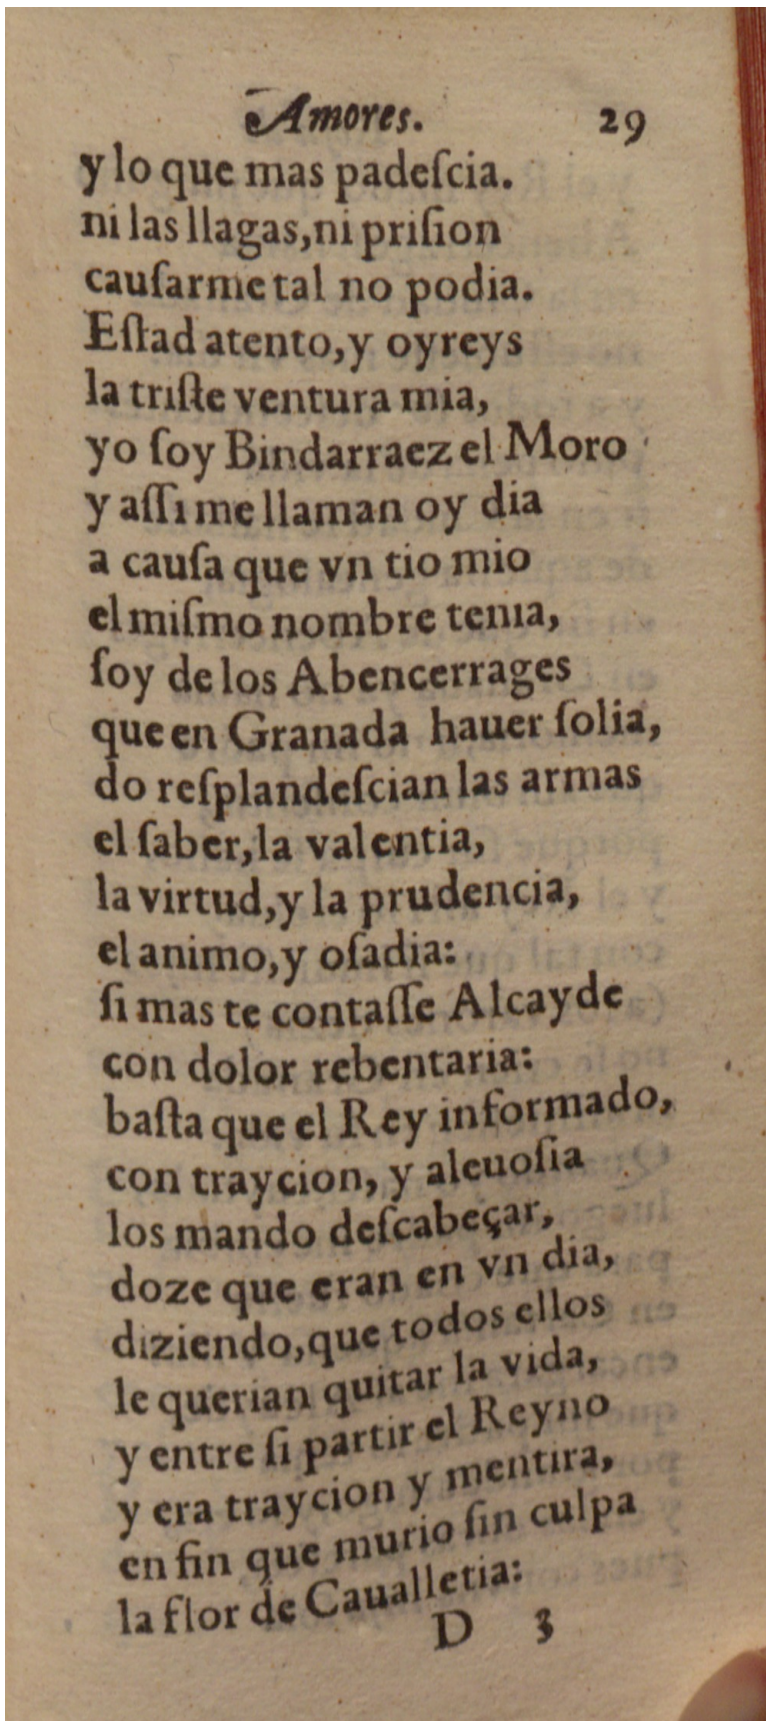 Amores. 29
y lo que mas padeſcia.
ni las llagas,ni priſion
cauſarme tal no podia.
Eſtad atento,y oyreys
la triſte ventura mia,
yo ſoy Bindarraez el Moro
y aſſi me llaman oy dia
a cauſa que vn tio mio
el miſmo nombre tenia,
ſoy de los Abencerrages
que en Granada hauer ſolia,
do reſplandeſcian las armas
el ſaber,la valentia,
la virtud,y la prudencia,
el animo,y oſadia:
ſi mas te contaſſe Alcayde
con dolor rebentaria:
baſta que el Rey informado,
con traycion, y aleuoſia
los mando deſcabeçar,
doze que eran en vn dia,
diziendo,que todos ellos
le querian quitar la vida,
y entre ſi partir el Reyno
y era traycion y mentira,
en fin que murio ſin culpa
la flor de Caualletia:
D 3